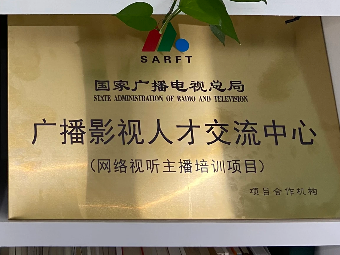 SARFT
国家广播电视总局
STATE ADMINISTRATION OF RADIO AND TELEVISION
广播影视人才交流中心
(网络视听主播培训项目)
项目合作机构